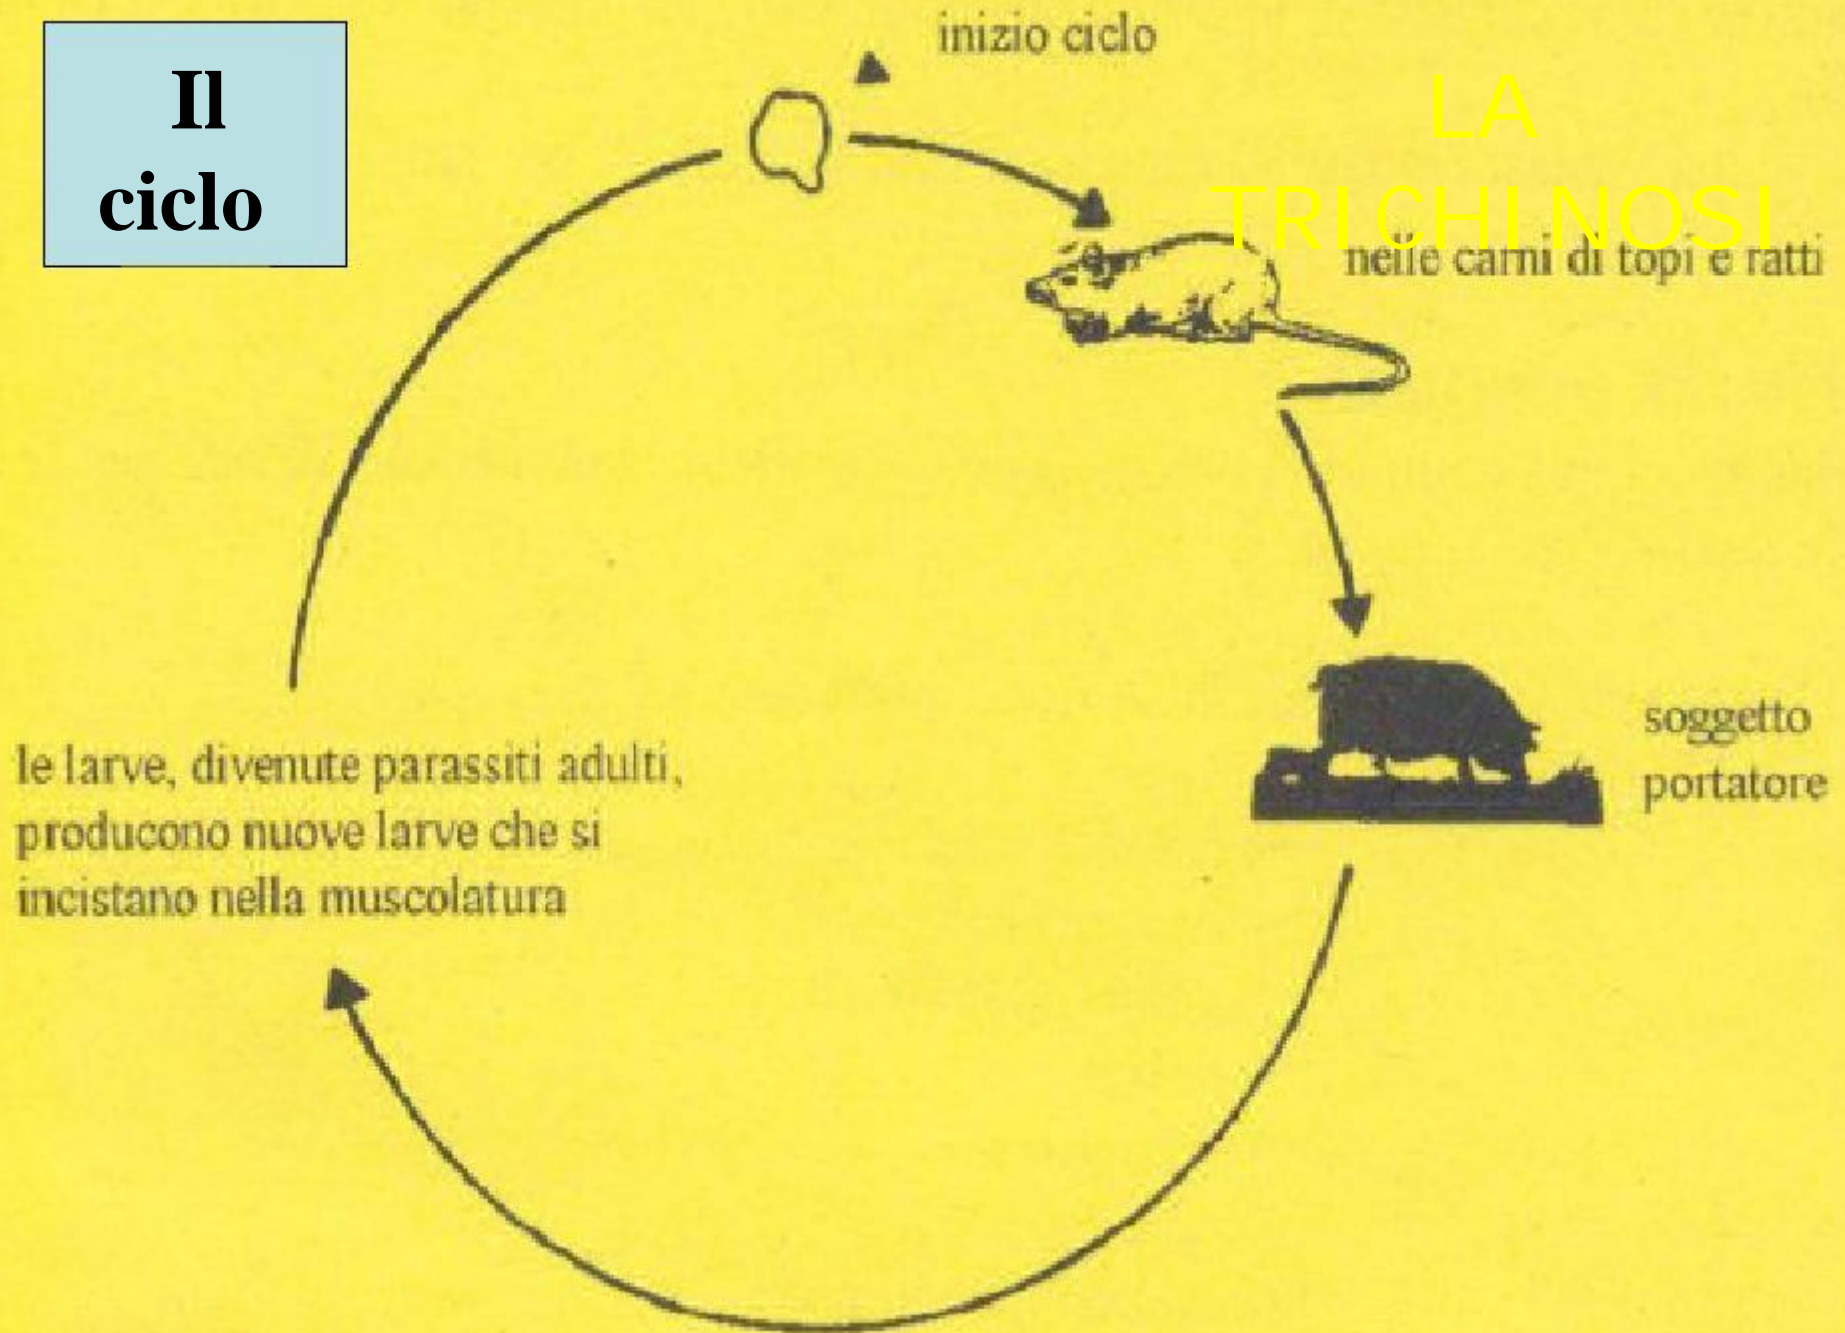 Il
ciclo
inizio ciclo
LA
TRICHINOSI
nelle carni di topi e ratti
soggetto
portatore
le larve, divenute parassiti adulti,
producono nuove larve che si
incistano nella muscolatura